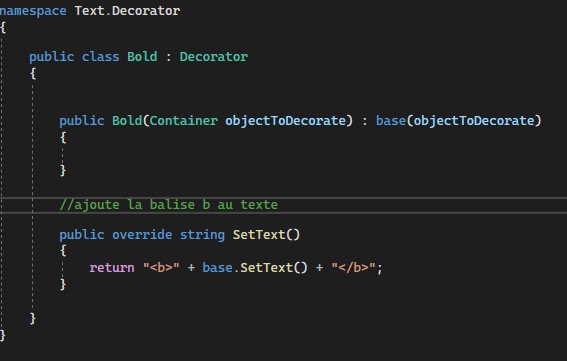 namespace Text.Decorator
{
public class Bold : Decorator
{
public Bold(Container objectToDecorate) : base(objectToDecorate)
{
}
//ajoute la balise b au texte
public override string SetText()
{
return "<b>" + base.SetText() + "</b>";
}
}
}